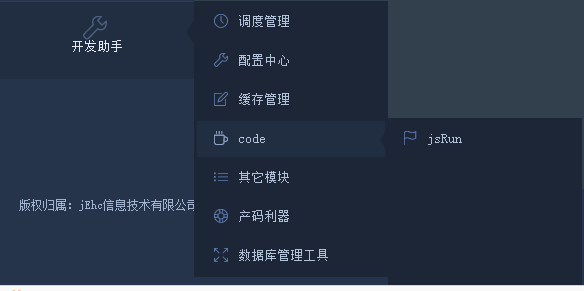 开发助手
调度管理
配置中心
缓存管理
code
jsRun
其它模块
版权归属: jEhc信息技术有限公司
产码利器
数据库管理工具